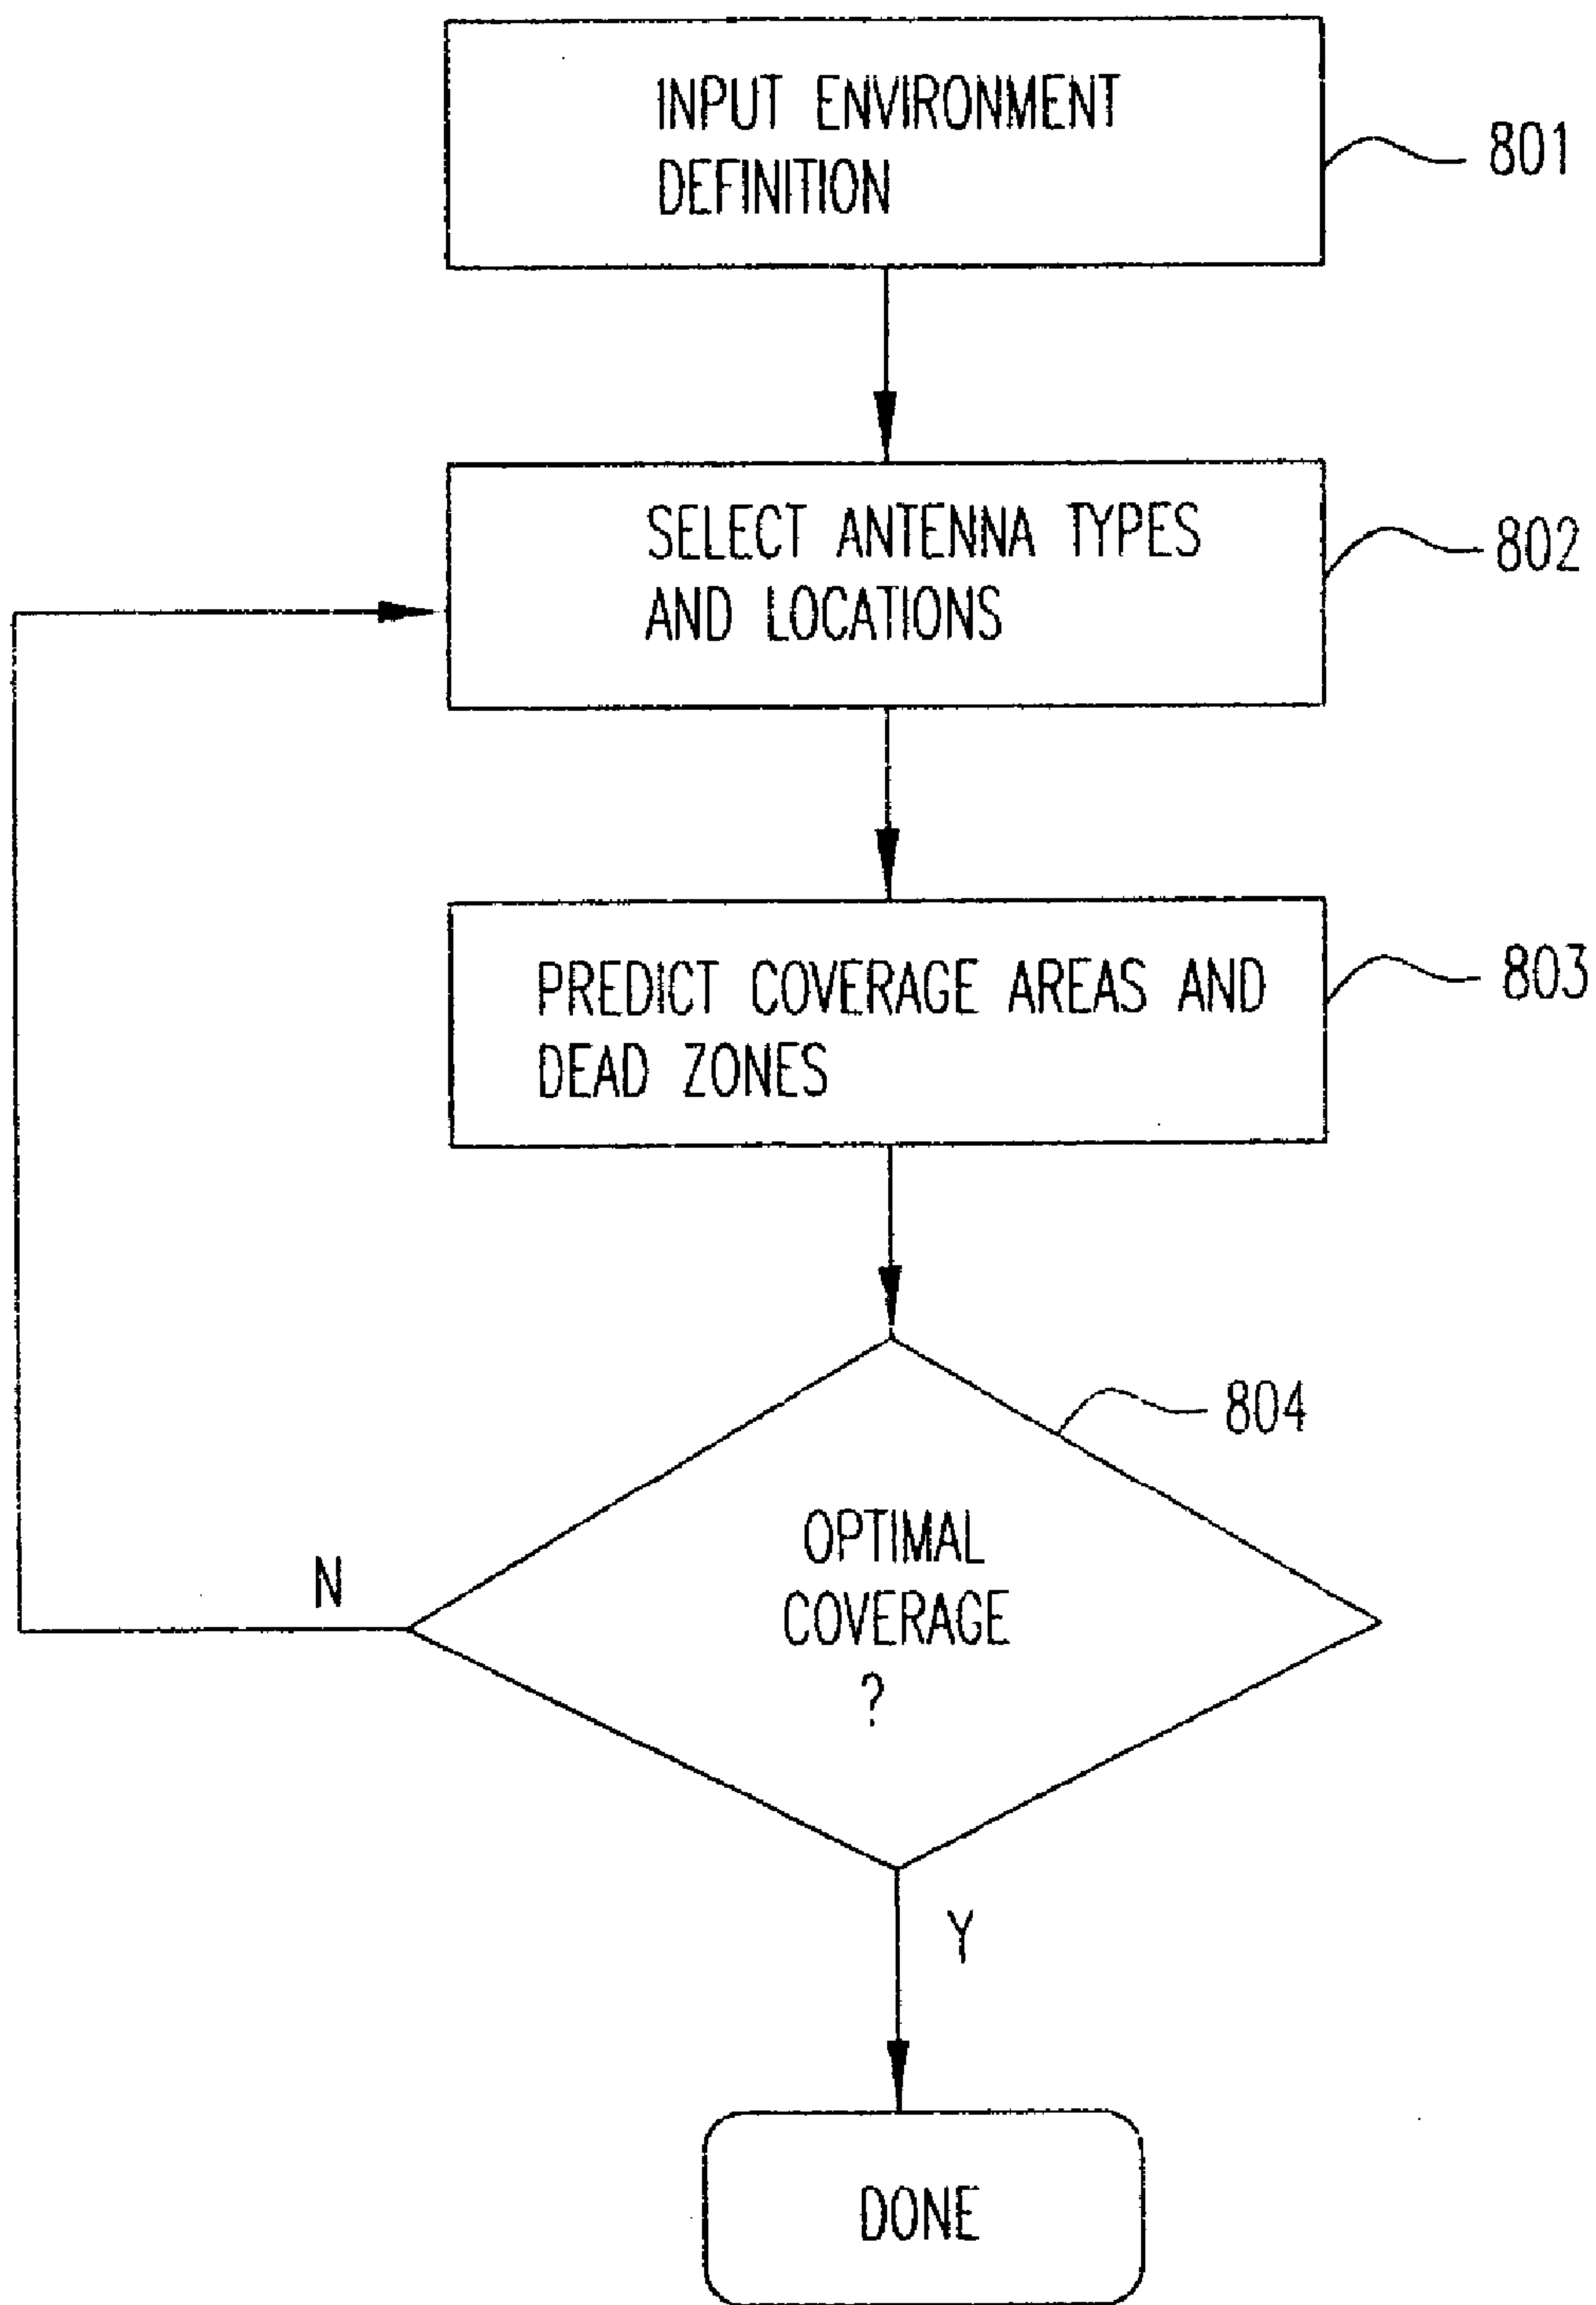 INPUT ENVIRONMENT
DEFINITION
801
SELECT ANTENNA TYPES
AND LOCATIONS
802
PREDICT COVERAGE AREAS AND
DEAD ZONES
803
804
OPTIMAL
COVERAGE
?
N
Y
DONE